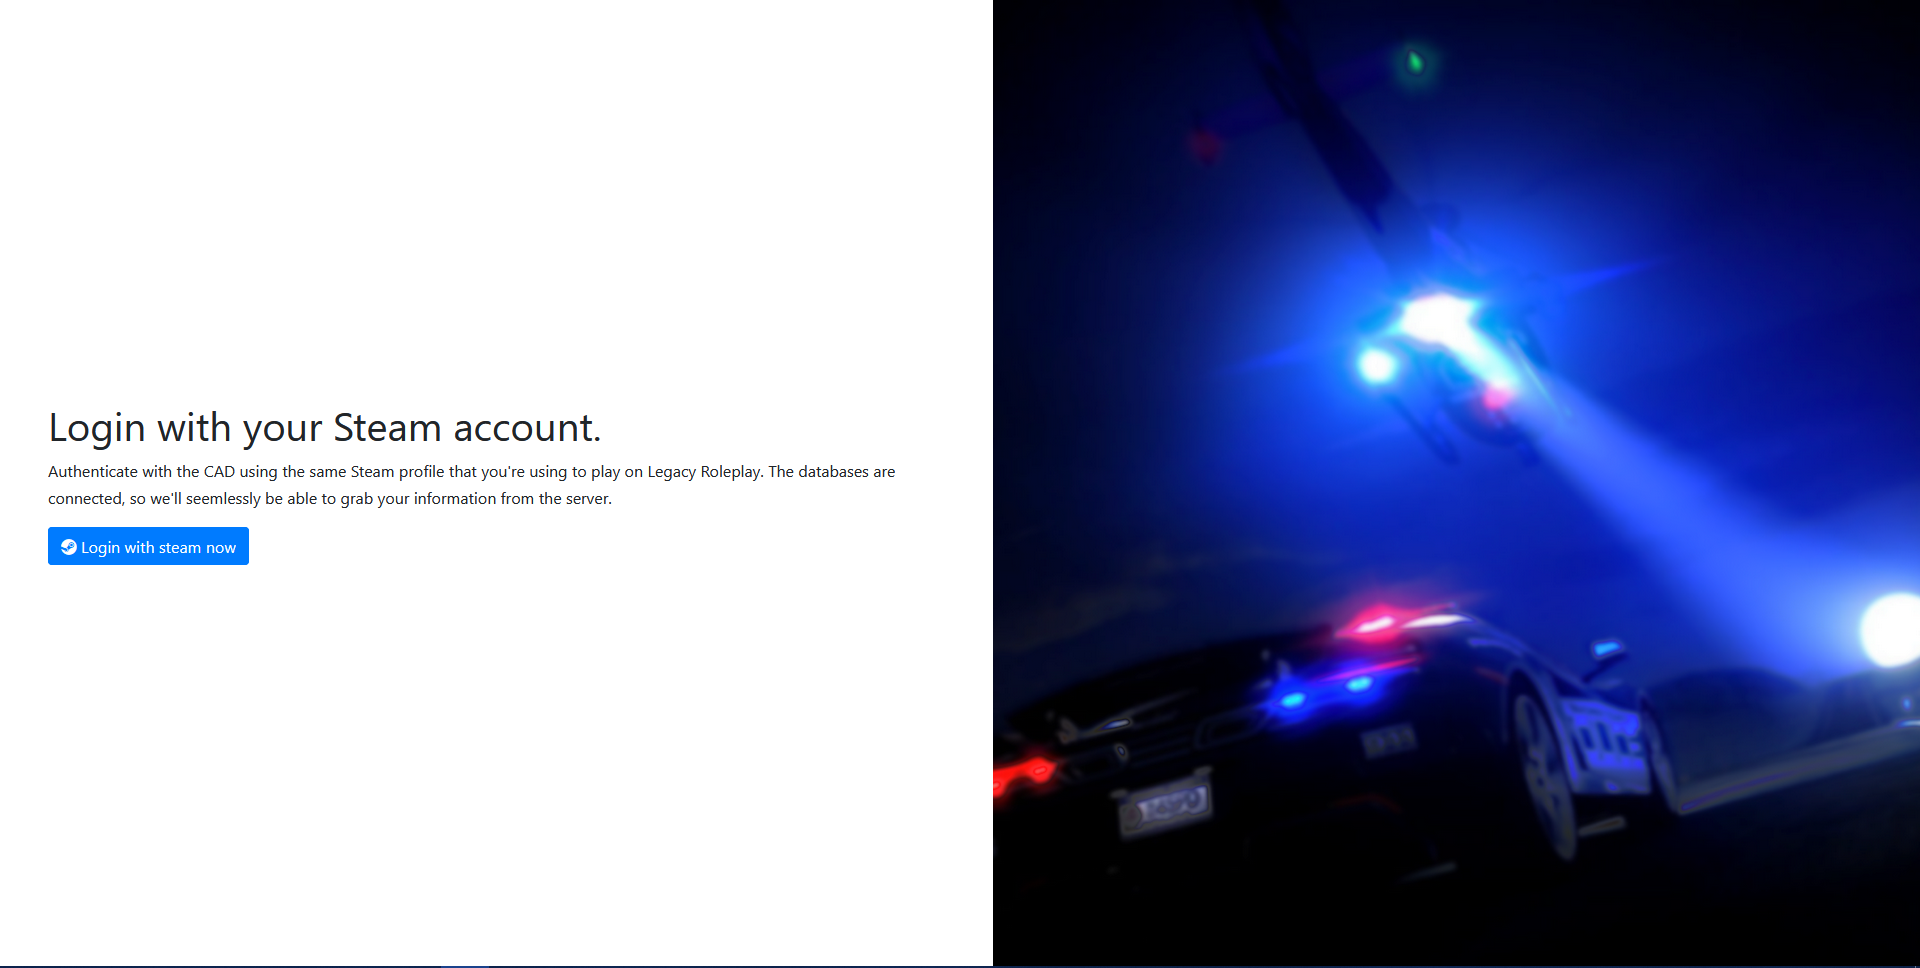 Login with your Steam account.
Authenticate with the CAD using the same Steam profile that you're using to play on Legacy Roleplay. The databases are
connected, so we'll seemlessly be able to grab your information from the server.
Login with steam now